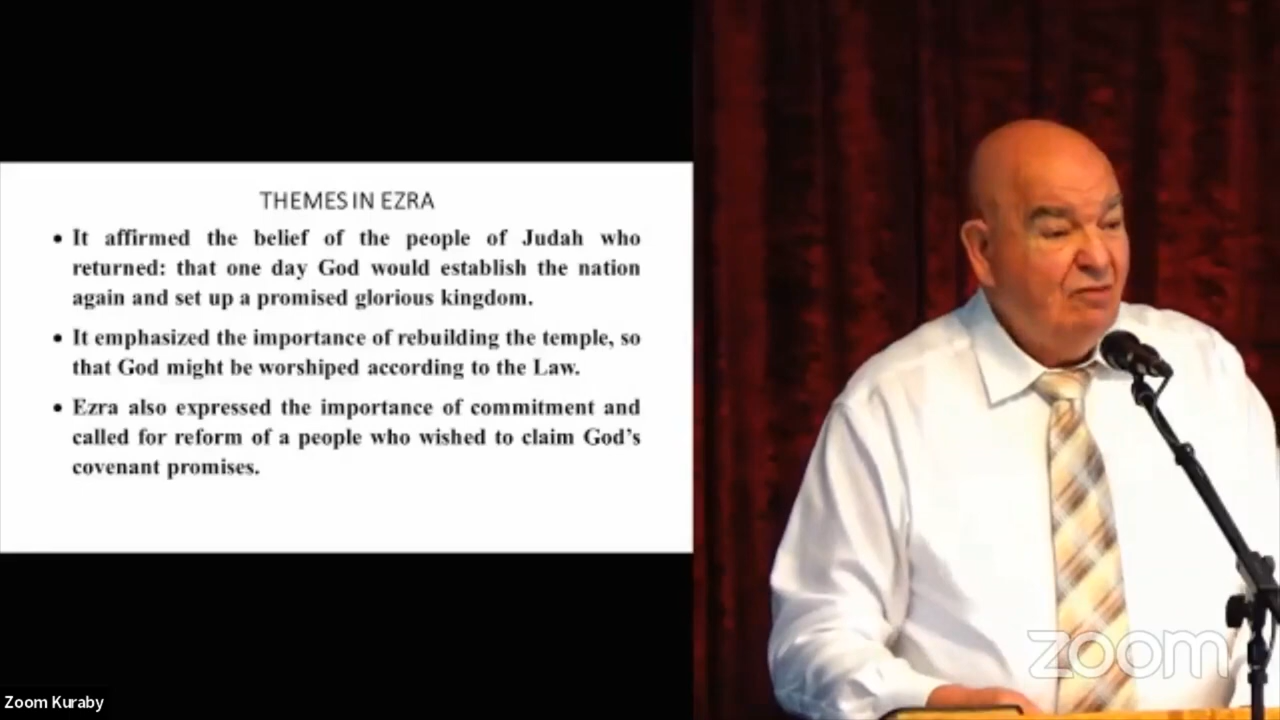 THEMES IN EZRA
• It affirmed the belief of the people of Judah who
returned: that one day God would establish the nation
again and set up a promised glorious kingdom.
• It emphasized the importance of rebuilding the temple, so
that God might be worshiped according to the Law.
• Ezra also expressed the importance of commitment and
called for reform of a people who wished to claim God's
covenant promises.
zoom
Zoom Kuraby